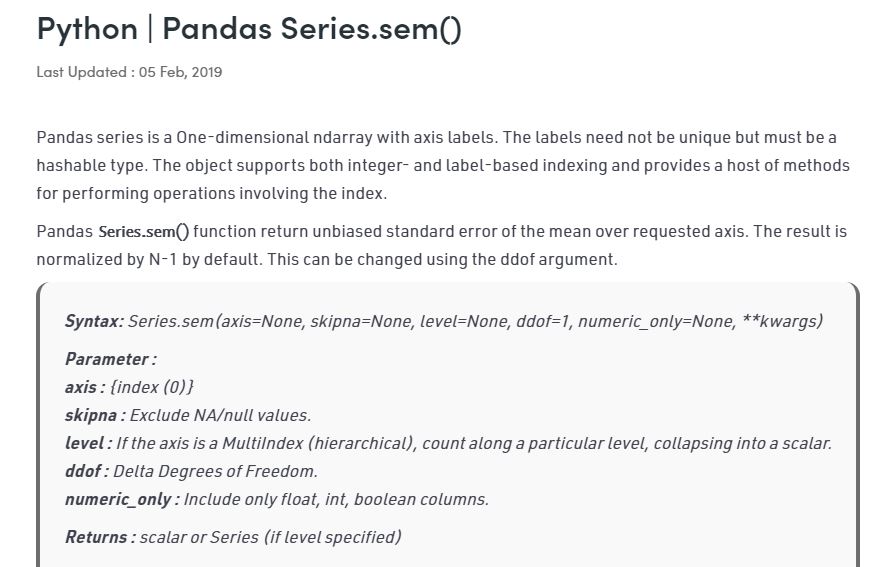 Python | Pandas Series.sem()
Last Updated : 05 Feb, 2019
Pandas series is a One-dimensional ndarray with axis labels. The labels need not be unique but must be a
hashable type. The object supports both integer- and label-based indexing and provides a host of methods
for performing operations involving the index.
Pandas Series.sem() function return unbiased standard error of the mean over requested axis. The result is
normalized by N-1 by default. This can be changed using the ddof argument.
Syntax: Series.sem(axis=None, skipna=None, level=None, ddof=1, numeric_only=None, **kwargs)
Parameter :
axis : {index (0)}
skipna : Exclude NA/null values.
level : If the axis is a MultiIndex (hierarchical), count along a particular level, collapsing into a scalar.
ddof : Delta Degrees of Freedom.
numeric_only : Include only float, int, boolean columns.
Returns : scalar or Series (if level specified)